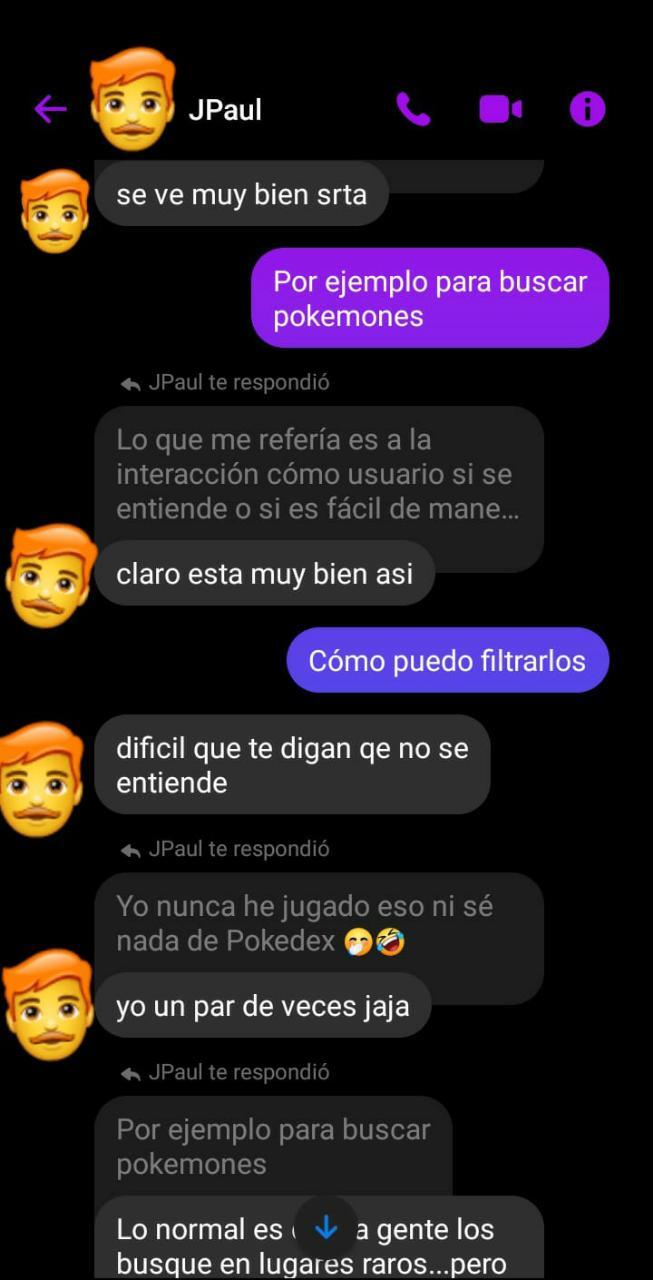 JPaul
se ve muy bien srta
Por ejemplo para buscar
pokemones
JPaul te respondió
Lo que me refería es a la
interacción cómo usuario si se
entiende o si es fácil de mane...
claro esta muy bien asi
Cómo puedo filtrarlos
dificil que te digan qe no se
entiende
JPaul te respondió
Yo nunca he jugado eso ni sé
nada de Pokedex 🤭🤣
yo un par de veces jaja
JPaul te respondió
Por ejemplo para buscar
pokemones
Lo normal es a gente los
busque en lugares raros...pero